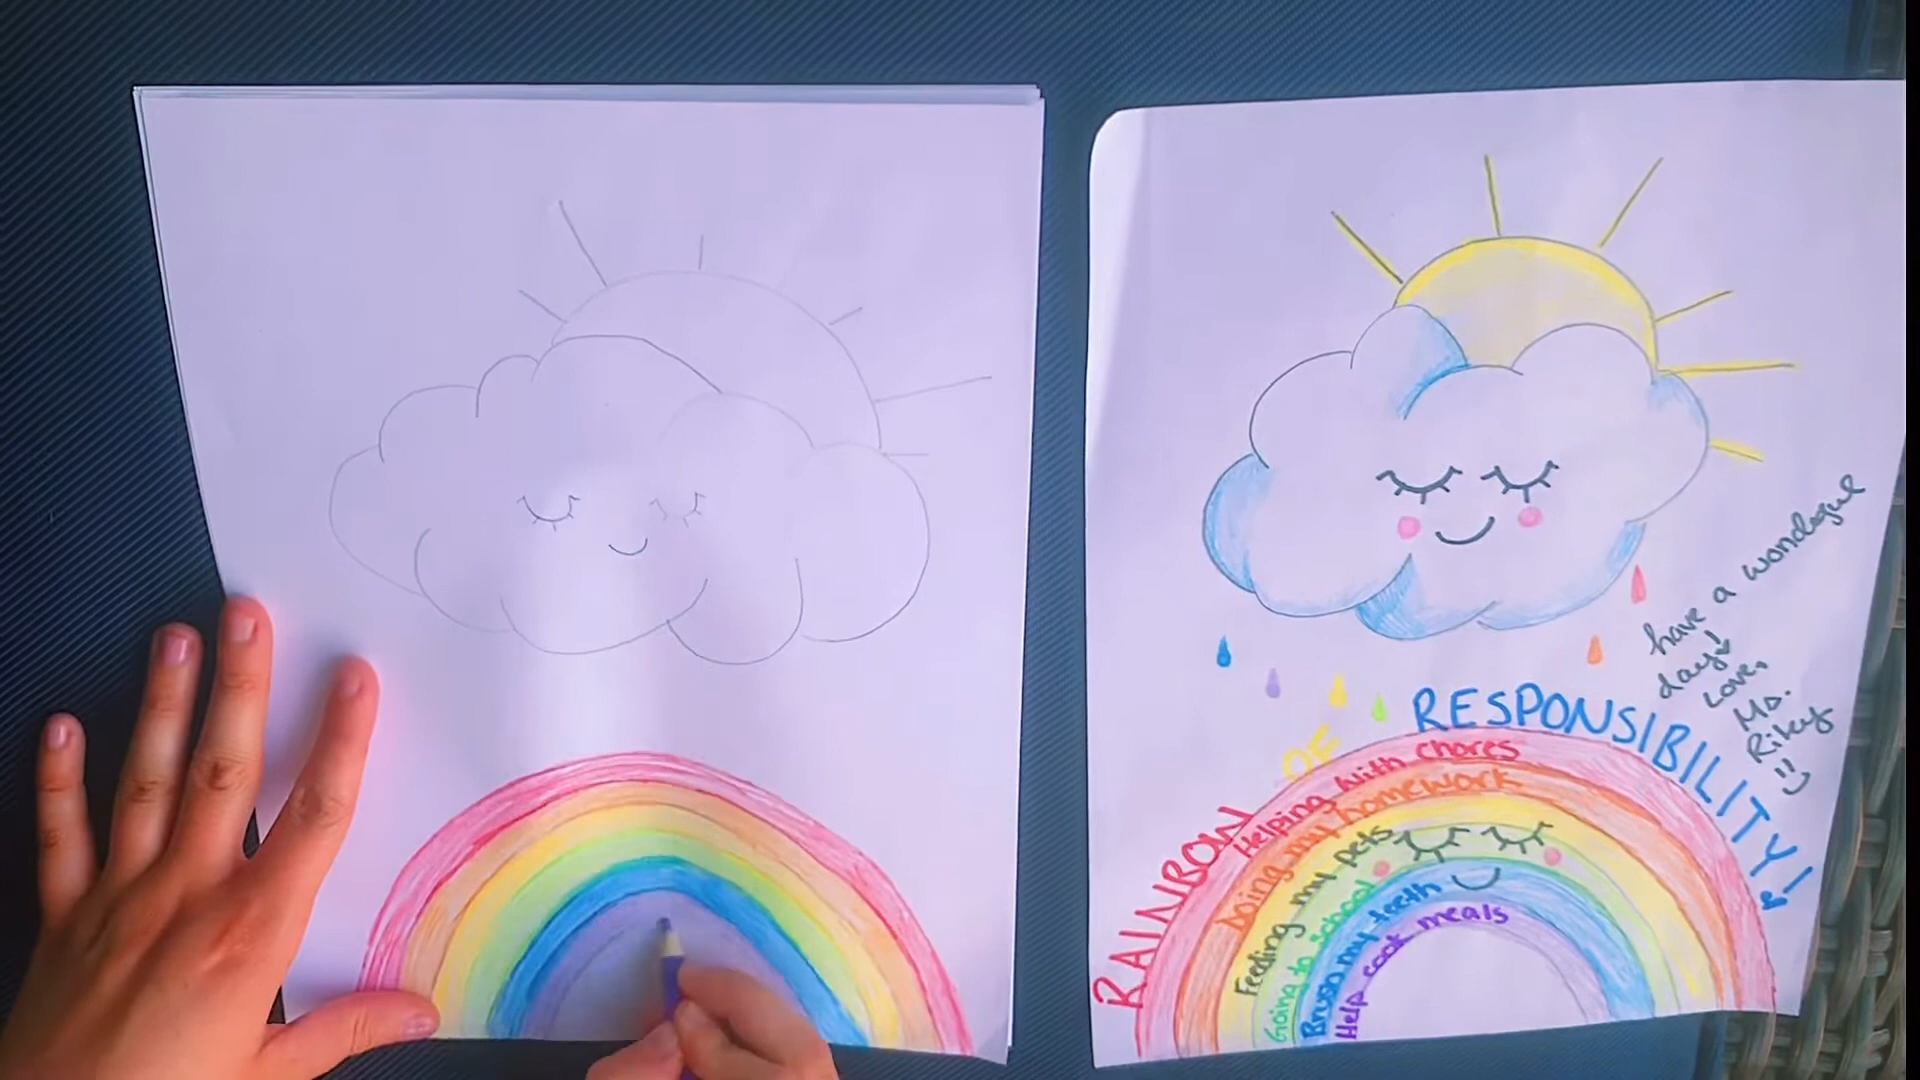 have a wondeful
day!
Love,
Ms.
Riley
:)
RAINBOW OF RESPONSIBILITY!
Helping with chores
Doing my homework
Feeding my pets
Going to school
Brush my teeth
Help cook meals